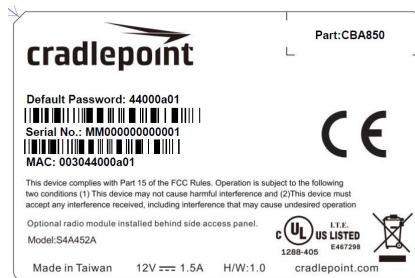 cradlepoint
Part:CBA850
Default Password: 44000a01
Serial No.: MM000000000001
MAC: 003044000a01
CE
This device complies with Part 15 of the FCC Rules. Operation is subject to the following
two conditions (1) This device may not cause harmful interference and (2)This device must
accept any interference received, including interference that may cause undesired operation
Optional radio module installed behind side access panel.
Model:S4A452A
C UL US LISTED
I.T.E.
E467298
1288-405
Made in Taiwan 12V 1.5A H/W:1.0 cradlepoint.com